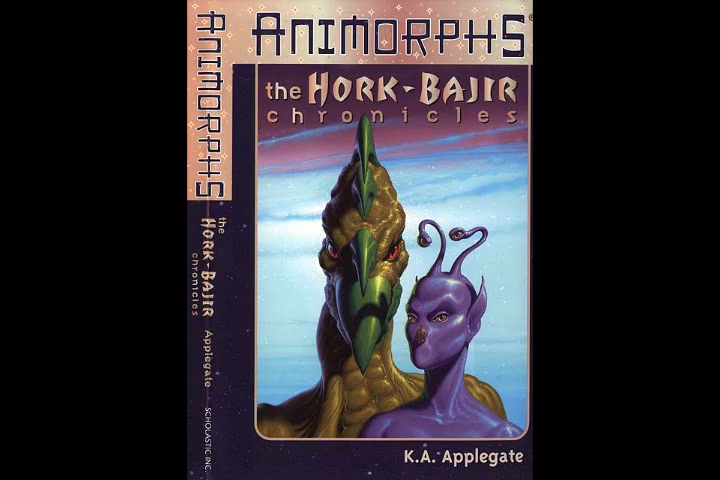 ANIMORPHS®
the HORK-BAJIR
chronicles
K.A. Applegate
ANIMORPHS®
the
HORK-BAJIR
chronicles
Applegate
SCHOLASTIC INC.